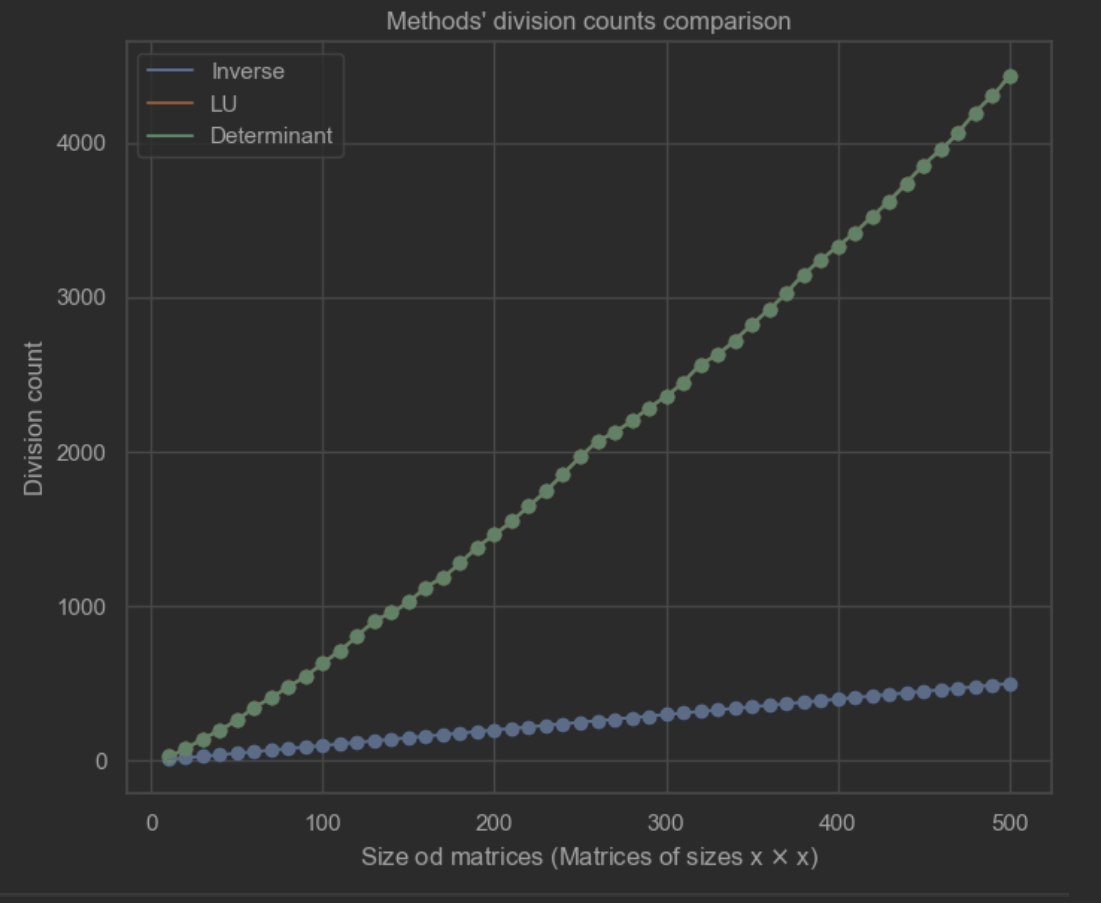 Methods' division counts comparison
Inverse
LU
Determinant
4000
3000
2000
1000
0
Division count
0 100 200 300 400 500
Size od matrices (Matrices of sizes x × x)